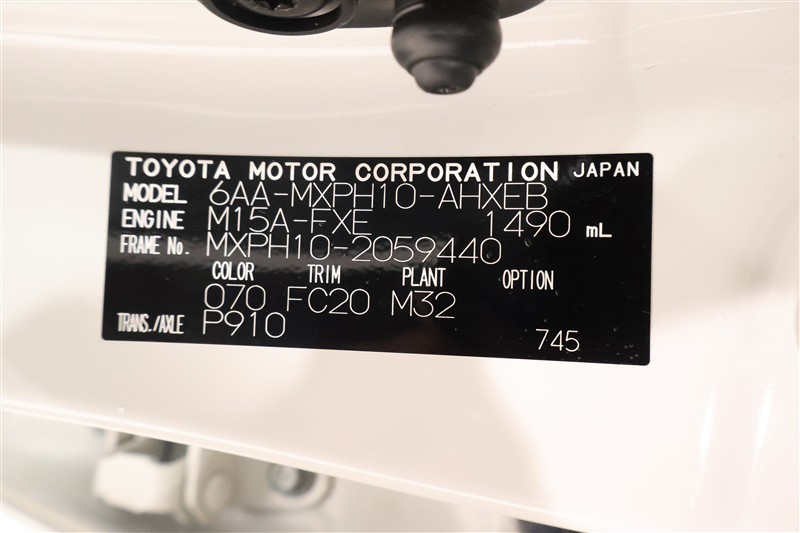 TOYOTA MOTOR CORPORATION JAPAN
MODEL 6AA-MXPH10-AHXEB
ENGINE M15A-FXE 1490 mL
FRAME No. MXPH10-2059440
COLOR TRIM PLANT OPTION
070 FC20 M32
TRANS./AXLE P910
745